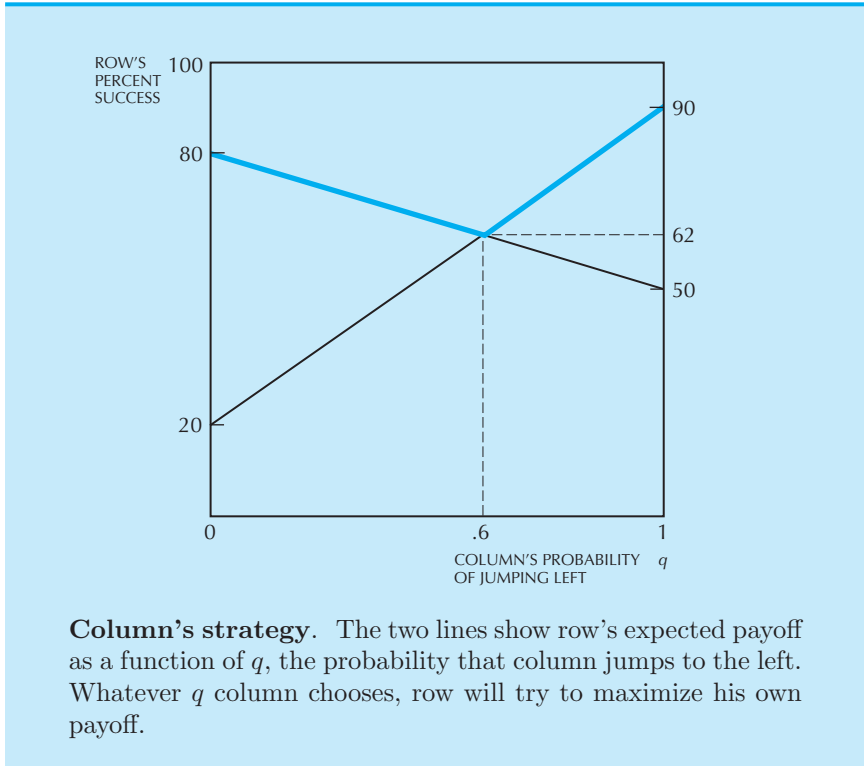 ROW'S
PERCENT
SUCCESS
100
90
80
62
50
20
0
.6
1
COLUMN'S PROBABILITY
OF JUMPING LEFT
q
Column's strategy. The two lines show row's expected payoff
as a function of q, the probability that column jumps to the left.
Whatever q column chooses, row will try to maximize his own
payoff.